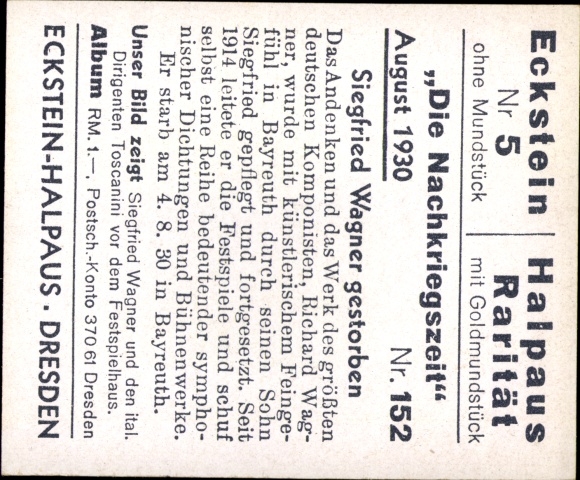 Eckstein Halpaus
Nr 5 Rarität
ohne Mundstück mit Goldmundstück
„Die Nachkriegszeit“
August 1930 Nr. 152
Siegfried Wagner gestorben
Das Andenken und das Werk des größten
deutschen Komponisten, Richard Wag-
ner, wurde mit künstlerischem Feinge-
fühl in Bayreuth durch seinen Sohn
Siegfried gepflegt und fortgesetzt. Seit
1914 leitete er die Festspiele und schuf
selbst eine Reihe bedeutender sympho-
nischer Dichtungen und Bühnenwerke.
Er starb am 4. 8. 30 in Bayreuth.
Unser Bild zeigt Siegfried Wagner und den ital.
Dirigenten Toscanini vor dem Festspielhaus.
Album RM. 1.—, Postsch.-Konto 370 61 Dresden
ECKSTEIN-HALPAUS . DRESDEN